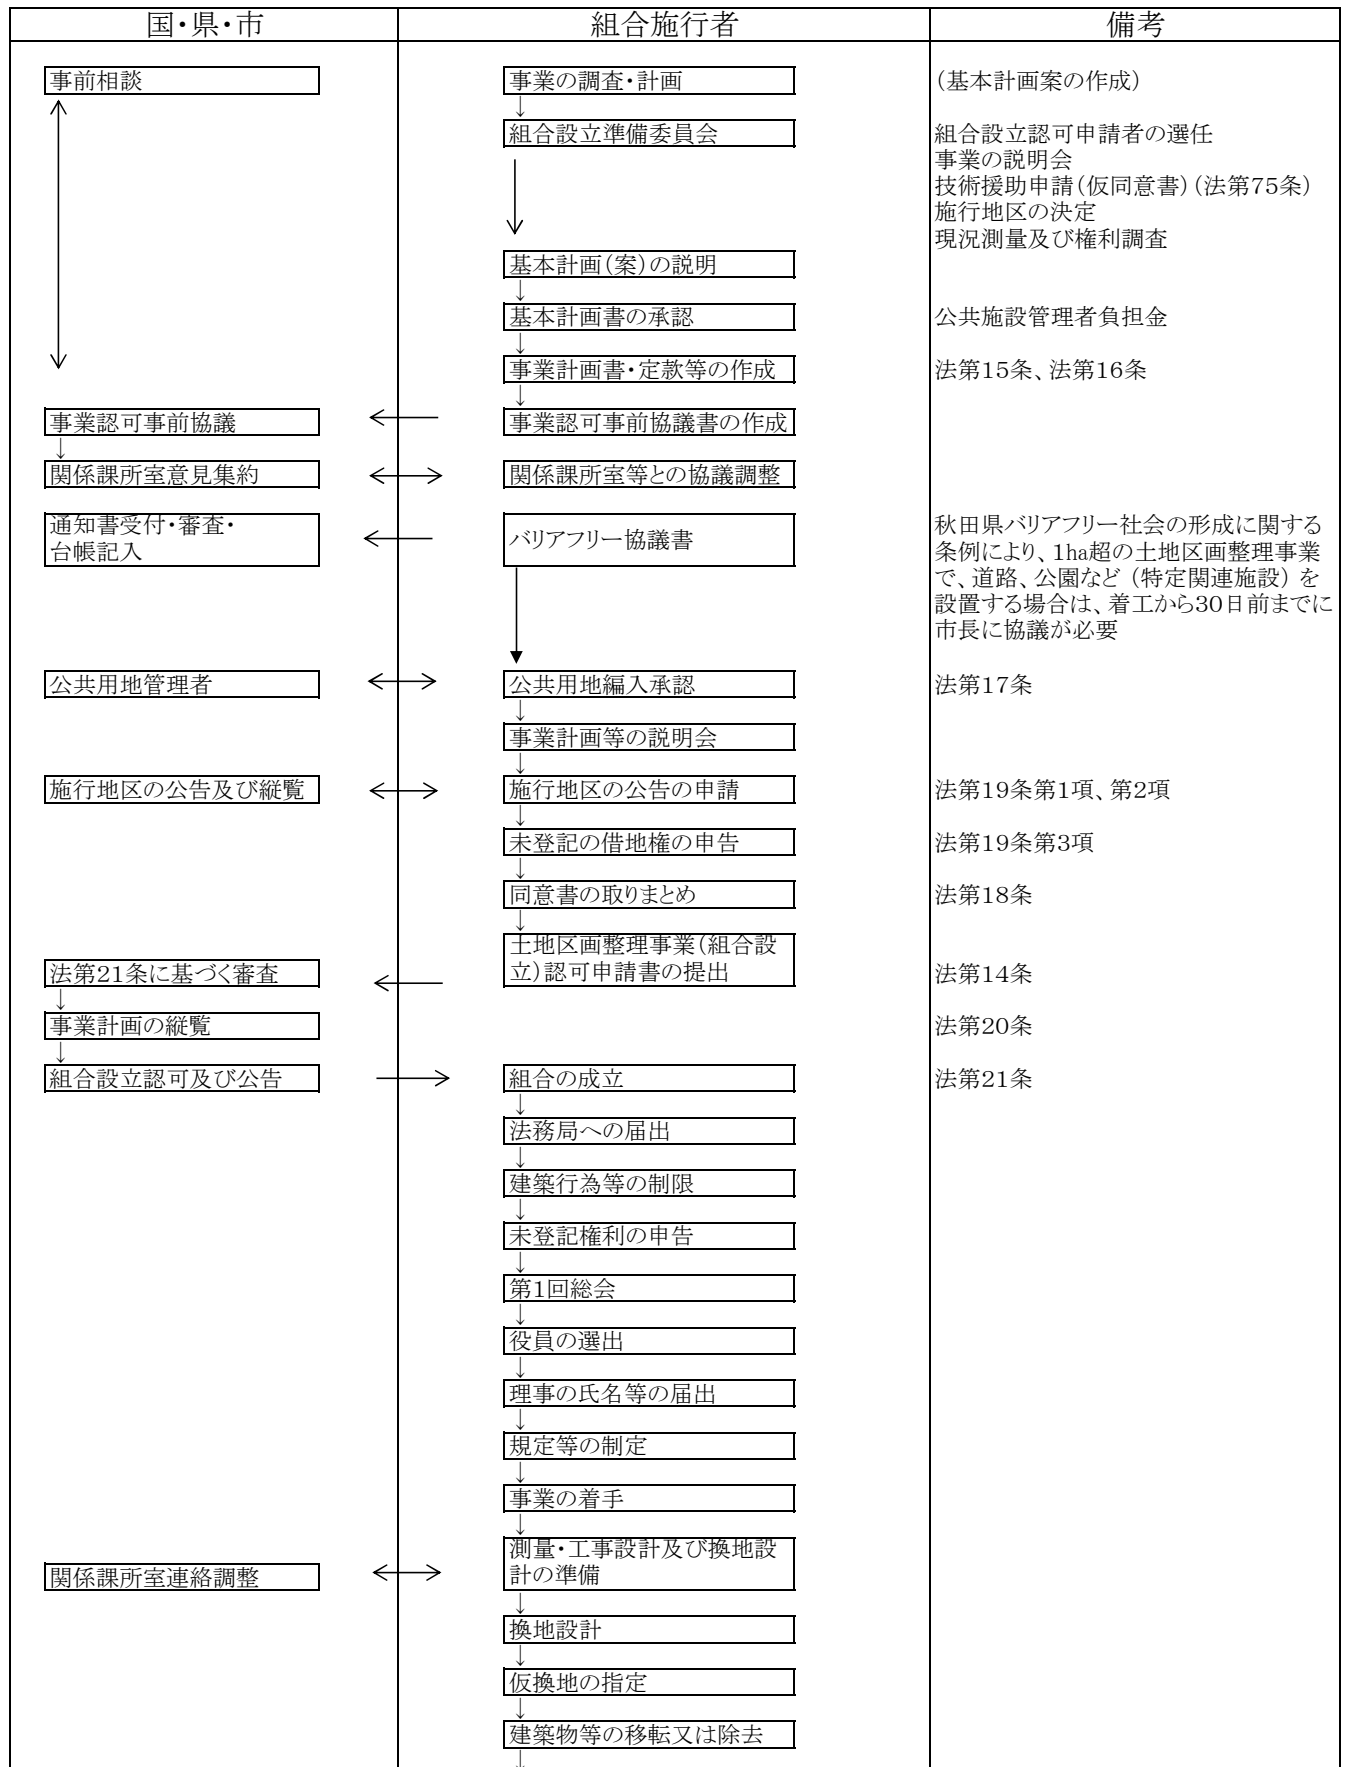 国・県・市 組合施行者 備考
事前相談 事業の調査・計画 （基本計画案の作成）
組合設立準備委員会 組合設立認可申請者の選任
事業の説明会
技術援助申請（仮同意書）（法第75条）
施行地区の決定
現況測量及び権利調査
基本計画（案）の説明
基本計画書の承認 公共施設管理者負担金
事業計画書・定款等の作成 法第15条、法第16条
事業認可事前協議 事業認可事前協議書の作成
関係課所室意見集約 関係課所室等との協議調整
通知書受付・審査・
台帳記入
バリアフリー協議書
秋田県バリアフリー社会の形成に関する
条例により、1ha超の土地区画整理事業
で、道路、公園など（特定関連施設）を
設置する場合は、着工から30日前までに
市長に協議が必要
公共用地管理者 公共用地編入承認 法第17条
事業計画等の説明会
施行地区の公告及び縦覧 施行地区の公告の申請 法第19条第1項、第2項
未登記の借地権の申告 法第19条第3項
同意書の取りまとめ 法第18条
土地区画整理事業（組合設
立）認可申請書の提出
法第21条に基づく審査 法第14条
事業計画の縦覧 法第20条
組合設立認可及び公告 組合の成立 法第21条
法務局への届出
建築行為等の制限
未登記権利の申告
第1回総会
役員の選出
理事の氏名等の届出
規定等の制定
事業の着手
測量・工事設計及び換地設
計の準備
関係課所室連絡調整
換地設計
仮換地の指定
建築物等の移転又は除去